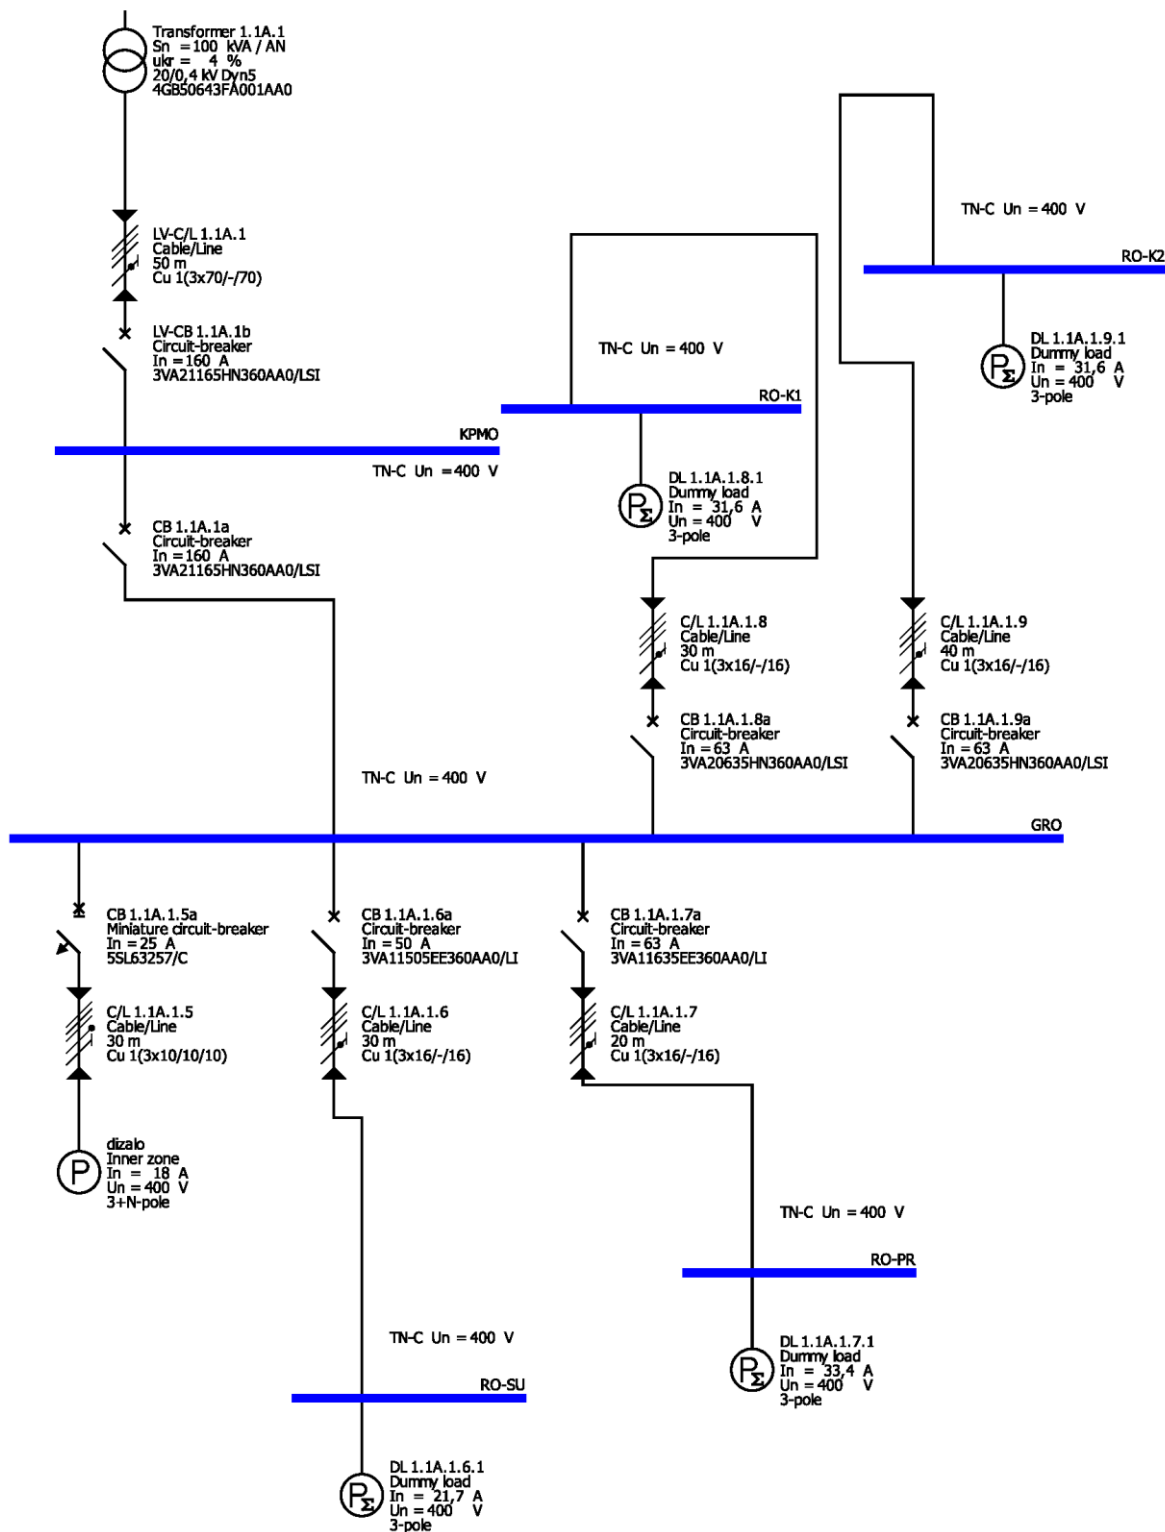 Transformer 1.1A.1
Sn = 100 kVA / AN
ukr = 4 %
20/0,4 kV Dyn5
4GB50643FA001AA0
LV-C/L 1.1A.1
Cable/Line
50 m
Cu 1(3x70/-/70)
LV-CB 1.1A.1b
Circuit-breaker
In = 160 A
3VA21165HN360AA0/LSI
KPMO
TN-C Un = 400 V
CB 1.1A.1a
Circuit-breaker
In = 160 A
3VA21165HN360AA0/LSI
TN-C Un = 400 V
RO-K1
DL 1.1A.1.8.1
Dummy load
In = 31,6 A
Un = 400 V
3-pole
PΣ
TN-C Un = 400 V
RO-K2
DL 1.1A.1.9.1
Dummy load
In = 31,6 A
Un = 400 V
3-pole
PΣ
C/L 1.1A.1.8
Cable/Line
30 m
Cu 1(3x16/-/16)
C/L 1.1A.1.9
Cable/Line
40 m
Cu 1(3x16/-/16)
CB 1.1A.1.8a
Circuit-breaker
In = 63 A
3VA20635HN360AA0/LSI
CB 1.1A.1.9a
Circuit-breaker
In = 63 A
3VA20635HN360AA0/LSI
TN-C Un = 400 V
GRO
CB 1.1A.1.5a
Miniature circuit-breaker
In = 25 A
5SL63257/C
CB 1.1A.1.6a
Circuit-breaker
In = 50 A
3VA11505EE360AA0/LI
CB 1.1A.1.7a
Circuit-breaker
In = 63 A
3VA11635EE360AA0/LI
C/L 1.1A.1.5
Cable/Line
30 m
Cu 1(3x10/10/10)
C/L 1.1A.1.6
Cable/Line
30 m
Cu 1(3x16/-/16)
C/L 1.1A.1.7
Cable/Line
20 m
Cu 1(3x16/-/16)
P
dizalo
Inner zone
In = 18 A
Un = 400 V
3+N-pole
TN-C Un = 400 V
RO-PR
DL 1.1A.1.7.1
Dummy load
In = 33,4 A
Un = 400 V
3-pole
PΣ
TN-C Un = 400 V
RO-SU
DL 1.1A.1.6.1
Dummy load
In = 21,7 A
Un = 400 V
3-pole
PΣ